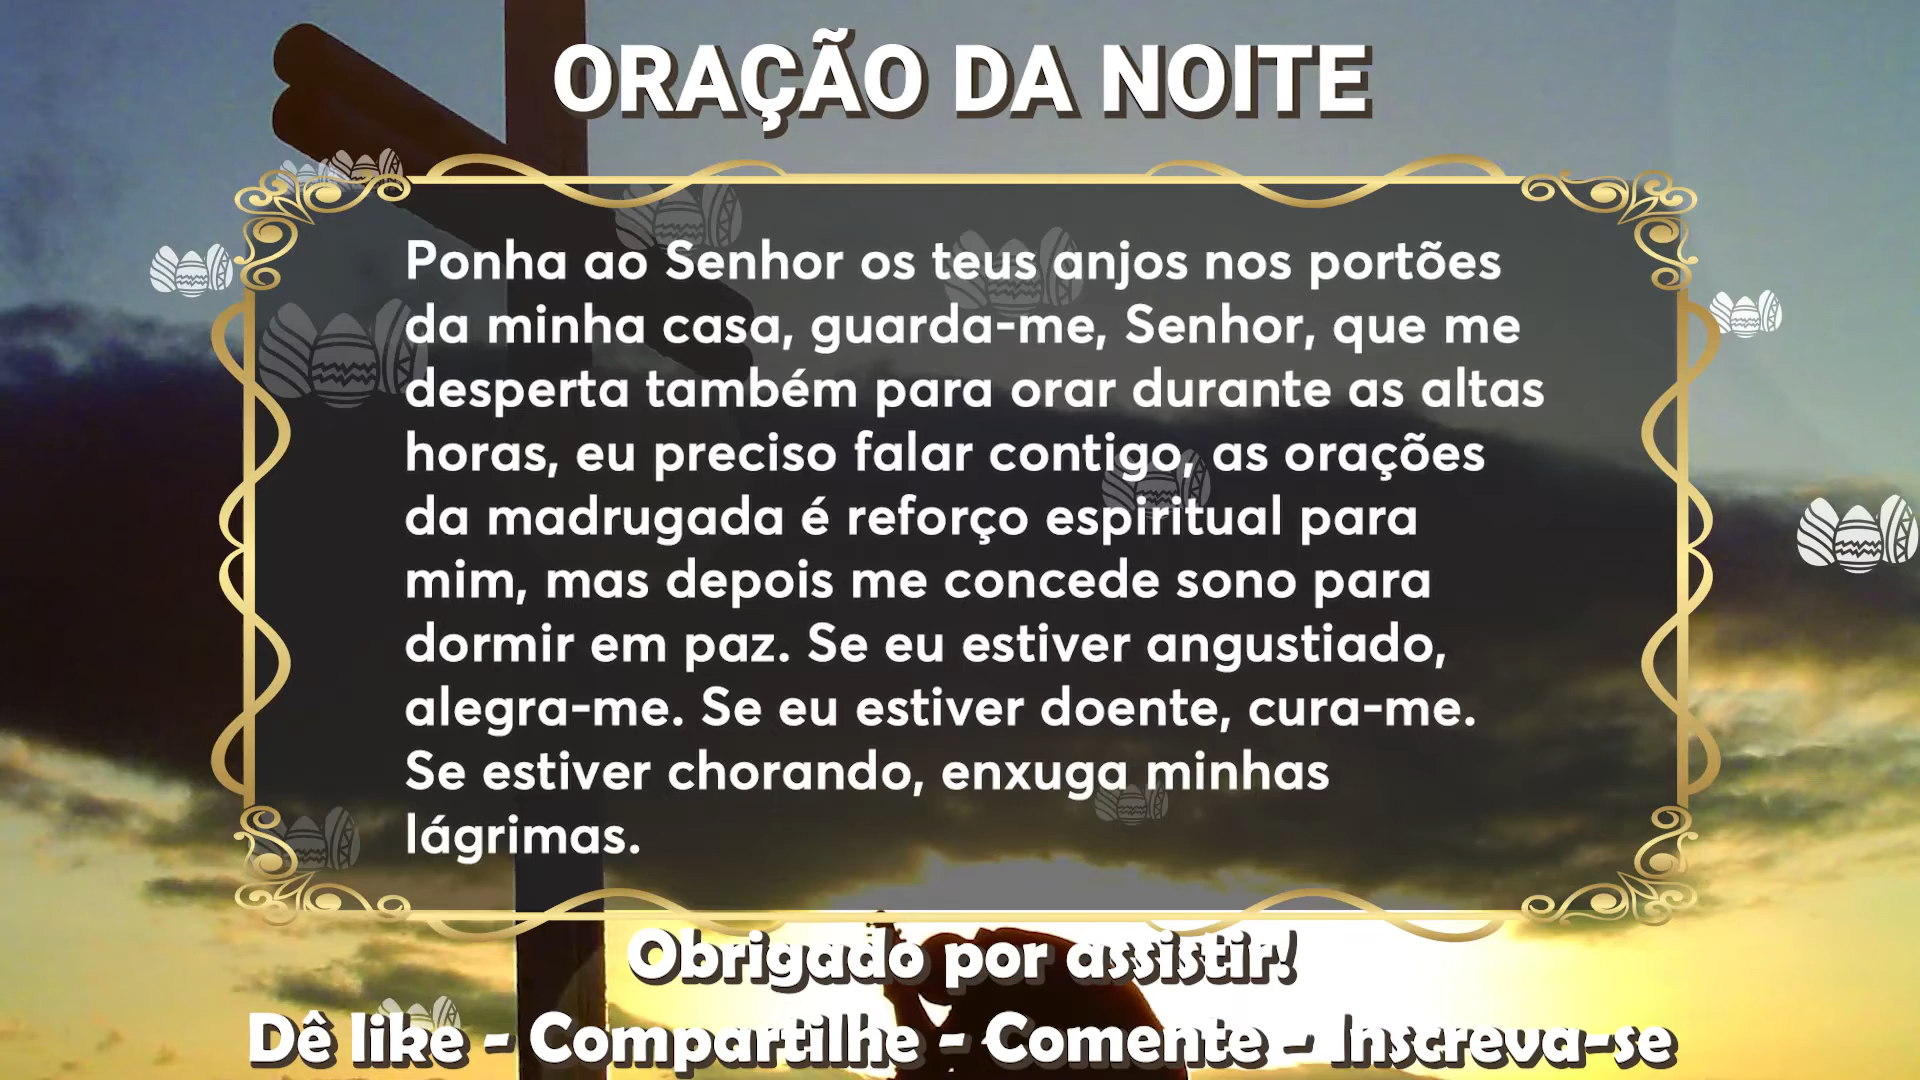 ORAÇÃO DA NOITE
Ponha ao Senhor os teus anjos nos portões
da minha casa, guarda-me, Senhor, que me
desperta também para orar durante as altas
horas, eu preciso falar contigo, as orações
da madrugada é reforço espiritual para
mim, mas depois me concede sono para
dormir em paz. Se eu estiver angustiado,
alegra-me. Se eu estiver doente, cura-me.
Se estiver chorando, enxuga minhas
lágrimas.
Obrigado por assistir!
Dê like - Compartilhe - Comente - Inscreva-se